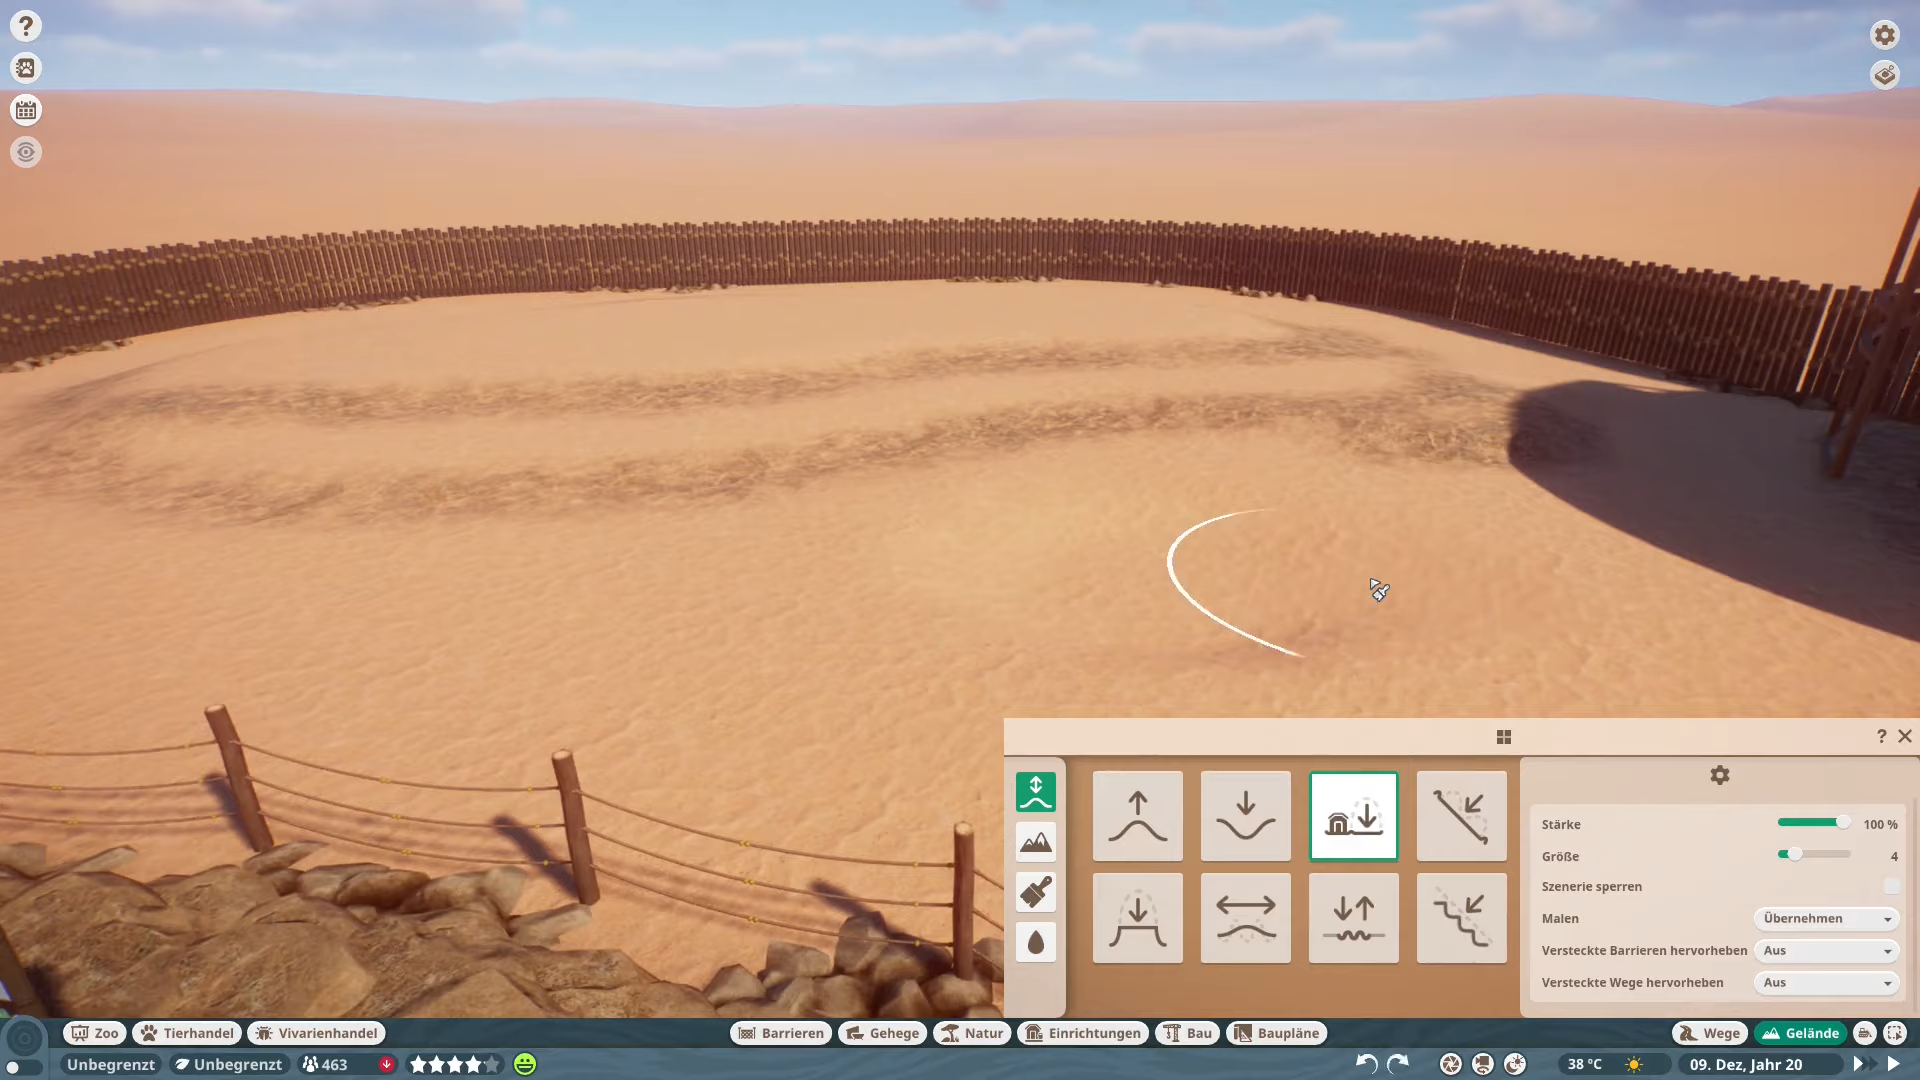 ?
? ✕
Stärke 100 %
Größe 4
Szenerie sperren
Malen Übernehmen
Versteckte Barrieren hervorheben Aus
Versteckte Wege hervorheben Aus
Zoo Tierhandel Vivarienhandel Barrieren Gehege Natur Einrichtungen Bau Baupläne Wege Gelände
Unbegrenzt Unbegrenzt 463 38 °C 09. Dez, Jahr 20